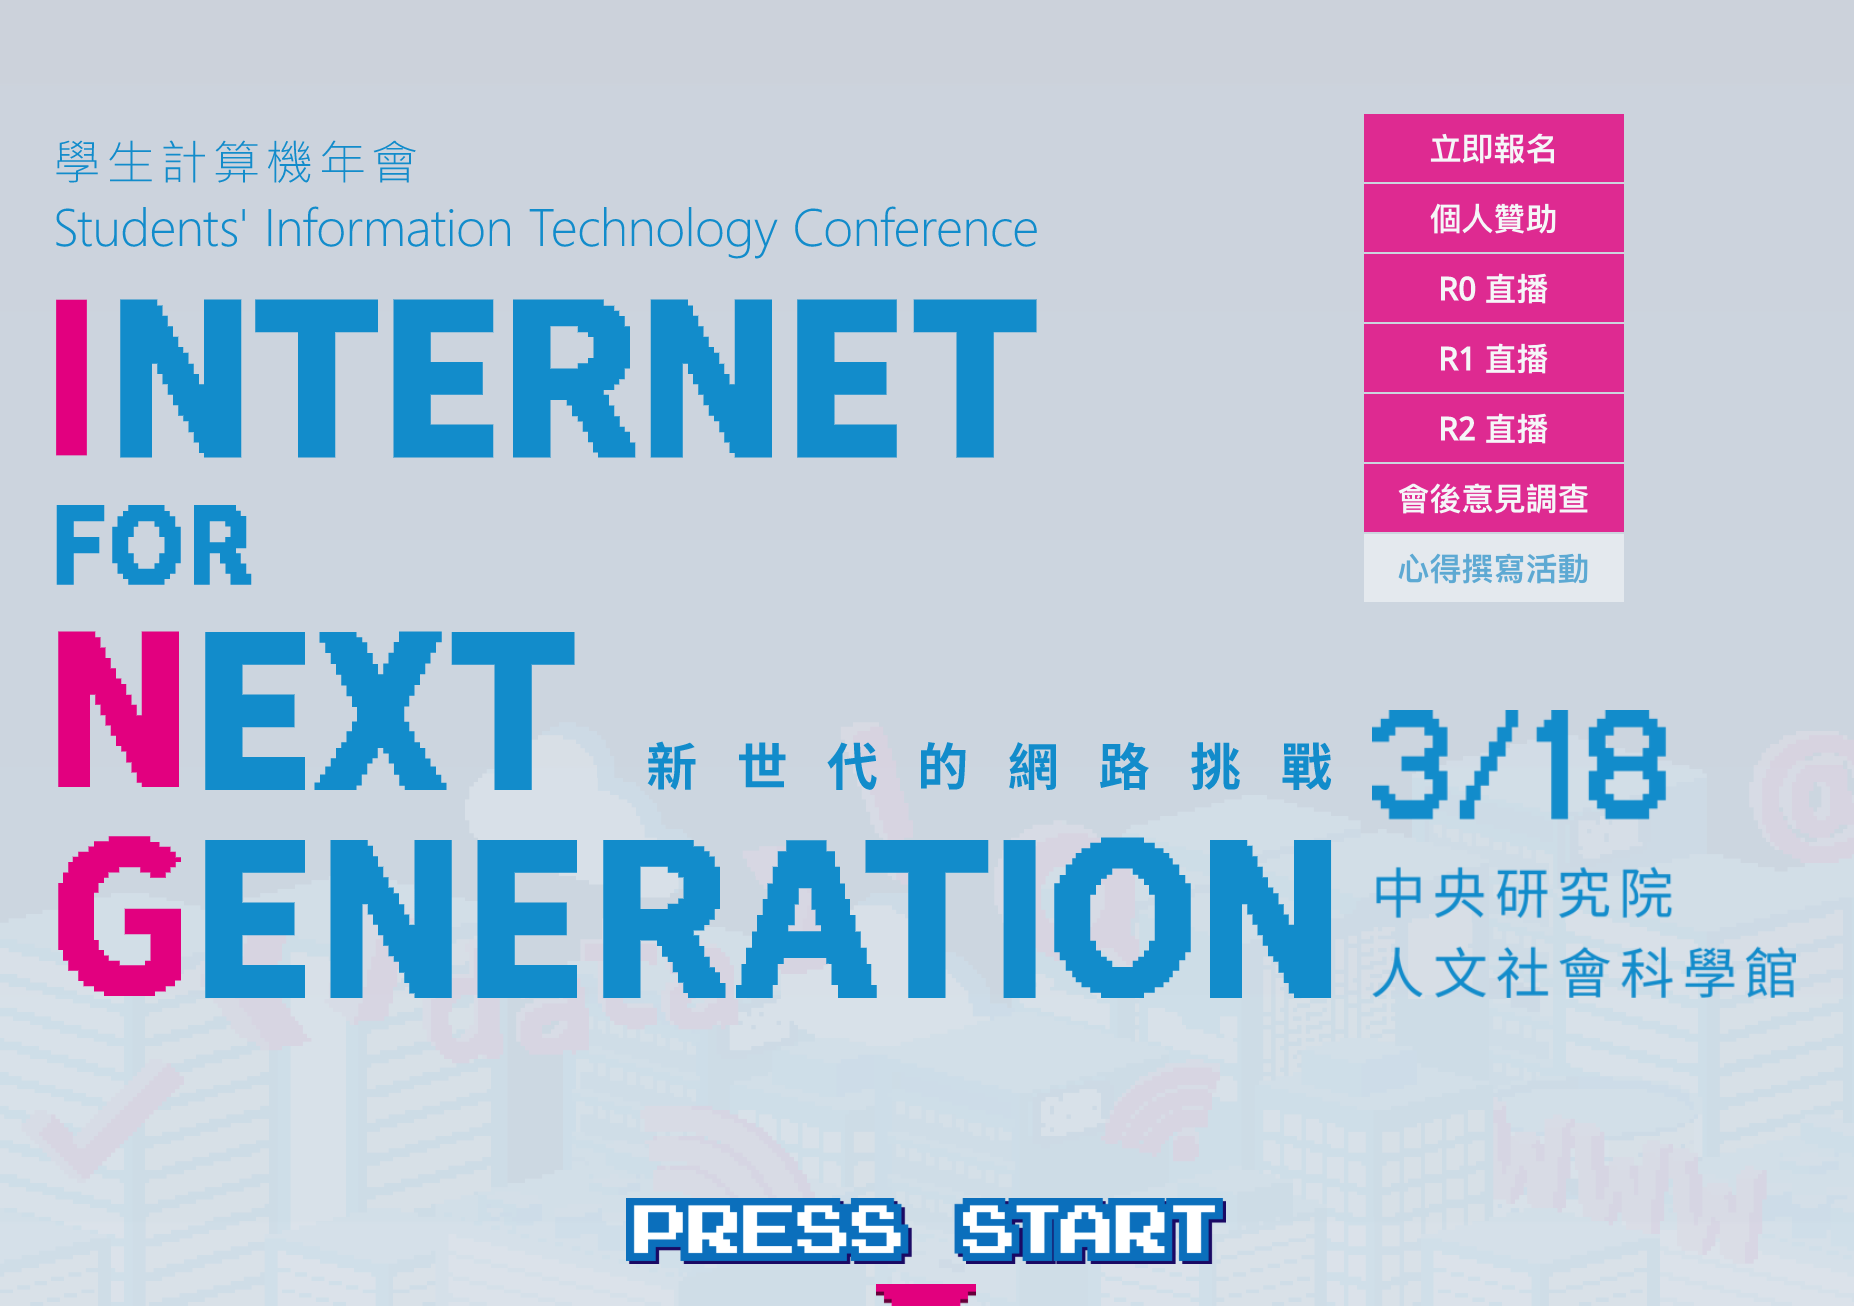 學生計算機年會
Students' Information Technology Conference
INTERNET
FOR
NEXT
新世代的網路挑戰
GENERATION
立即報名
個人贊助
R0 直播
R1 直播
R2 直播
會後意見調查
心得撰寫活動
3/18
中央研究院
人文社會科學館
data
@
www
PRESS START